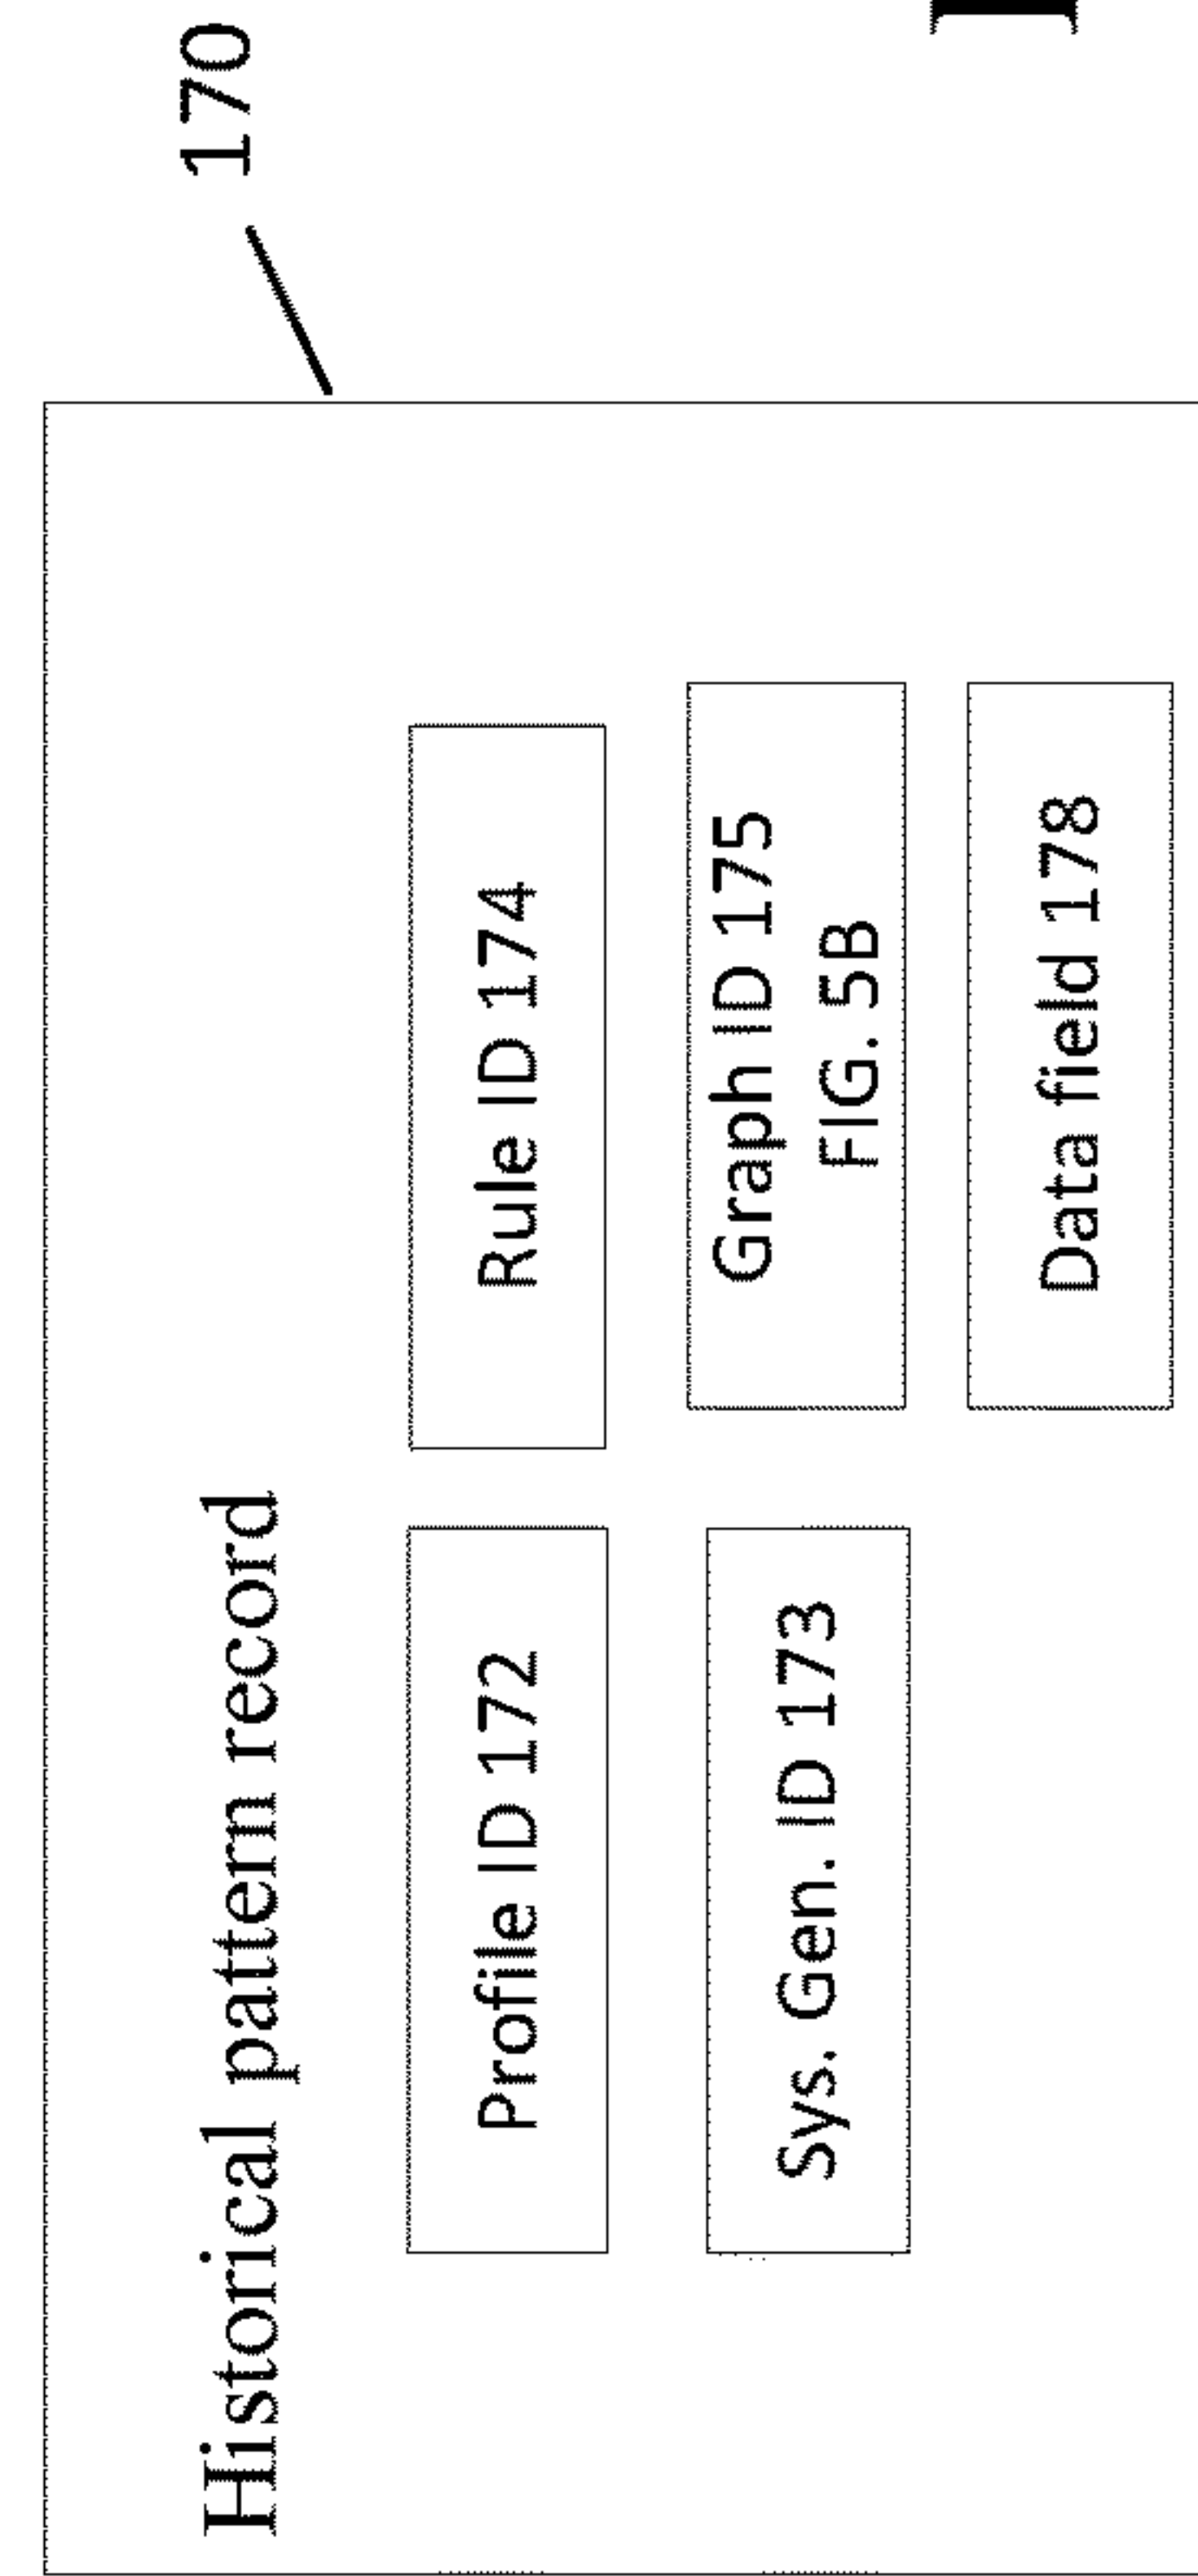 170
Historical pattern record
Profile ID 172
Rule ID 174
Sys. Gen. ID 173
Graph ID 175
FIG. 5B
Data field 178